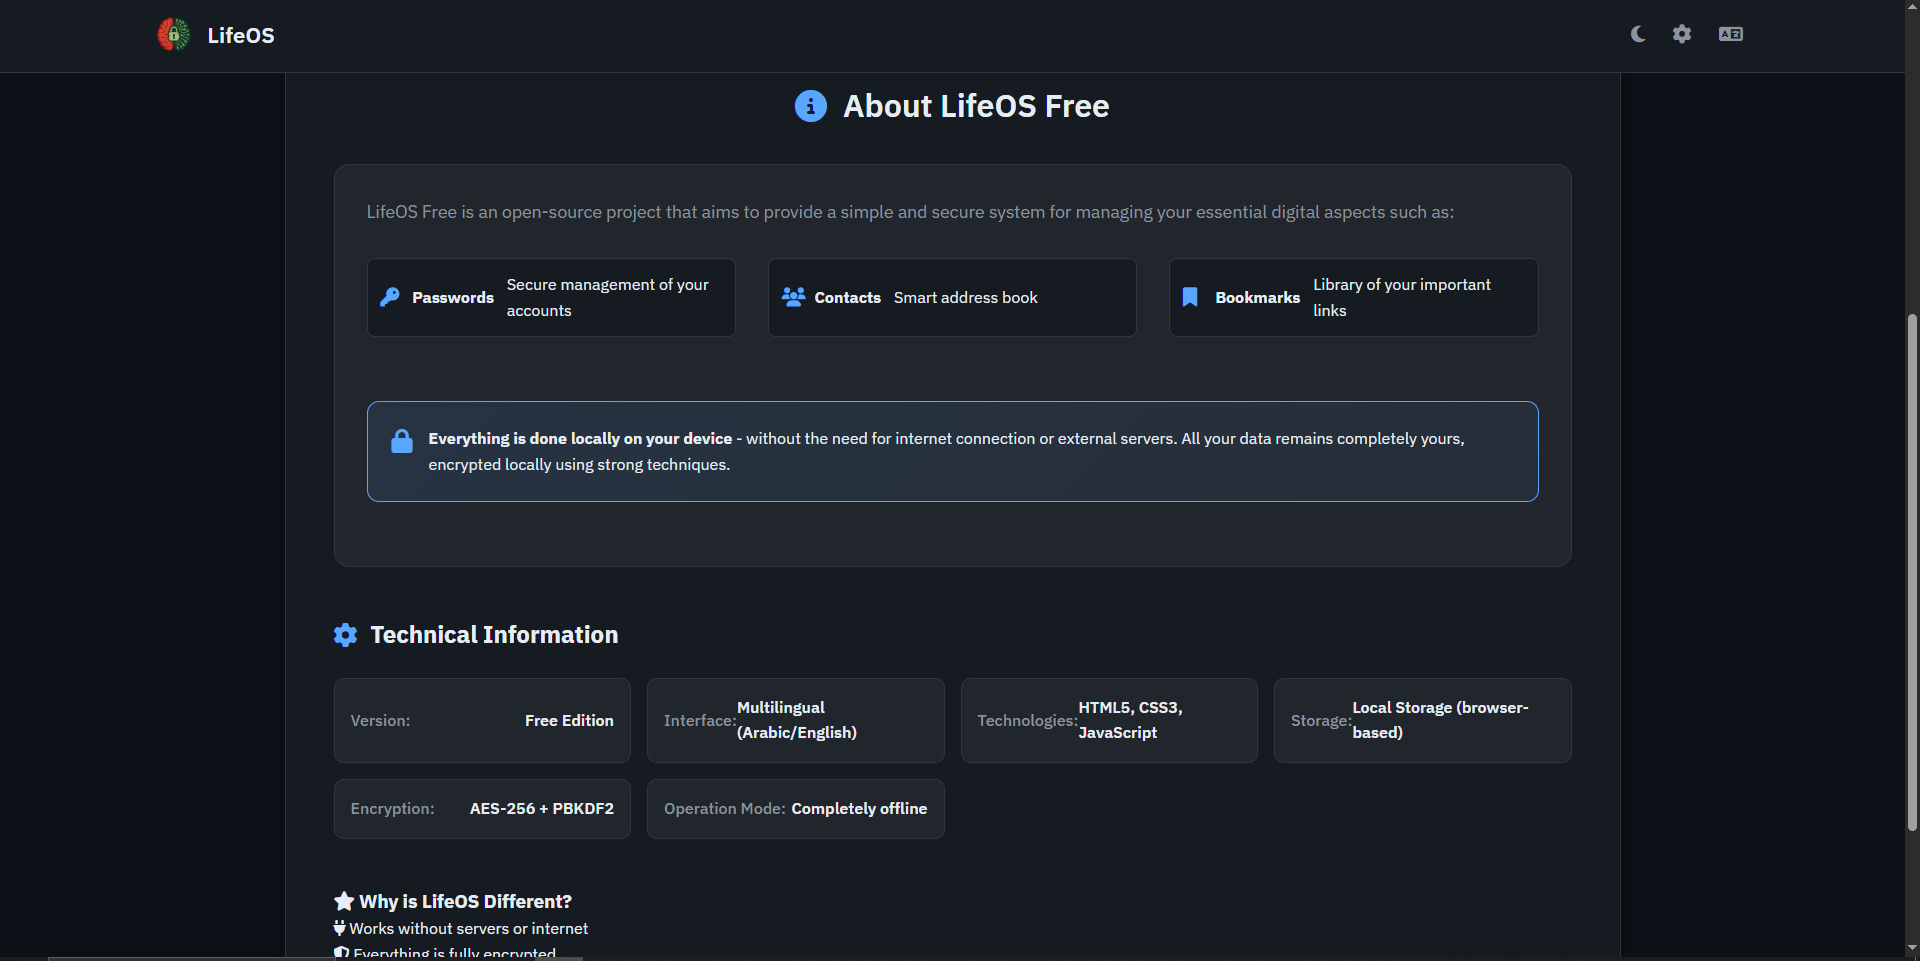 LifeOS
About LifeOS Free
LifeOS Free is an open-source project that aims to provide a simple and secure system for managing your essential digital aspects such as:
Passwords
Secure management of your
accounts
Contacts
Smart address book
Bookmarks
Library of your important
links
Everything is done locally on your device - without the need for internet connection or external servers. All your data remains completely yours,
encrypted locally using strong techniques.
Technical Information
Version:
Free Edition
Interface:
Multilingual
(Arabic/English)
Technologies:
HTML5, CSS3,
JavaScript
Storage:
Local Storage (browser-
based)
Encryption:
AES-256 + PBKDF2
Operation Mode:
Completely offline
Why is LifeOS Different?
Works without servers or internet
Everything is fully encrypted